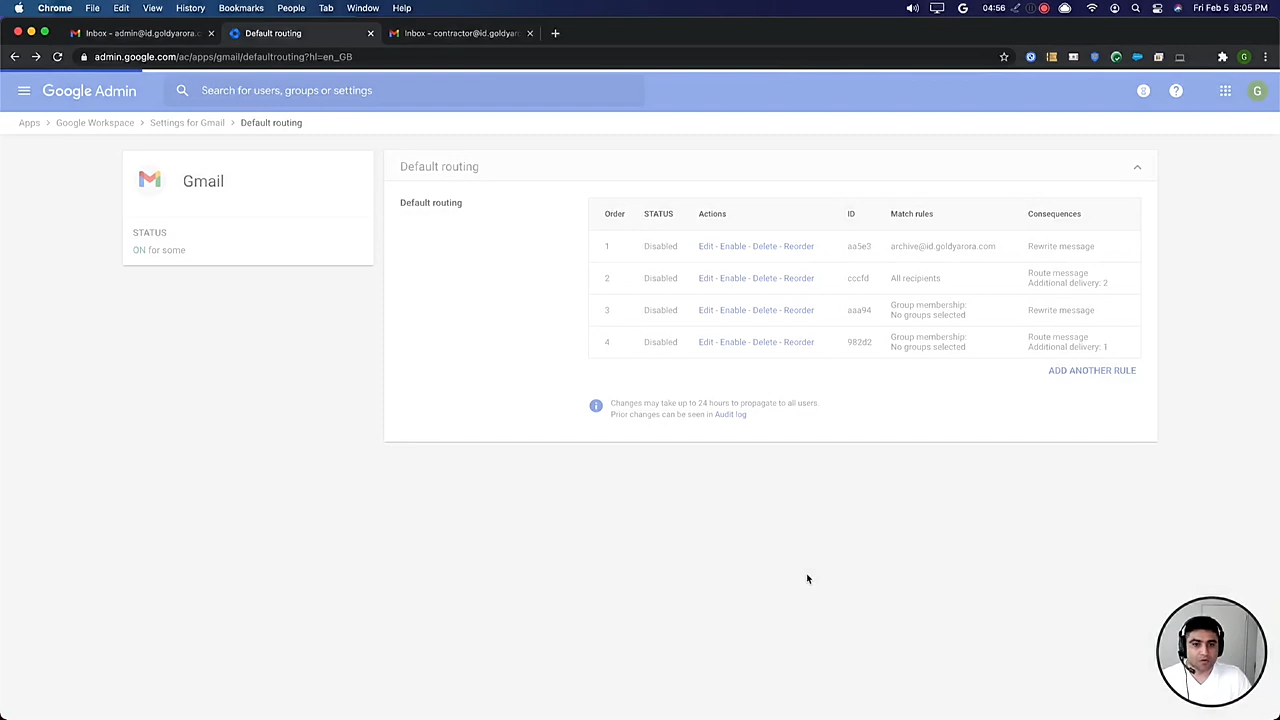 Chrome File Edit View History Bookmarks People Tab Window Help 04:56 Fri Feb 5 8:05 PM
Inbox - admin@id.goldyarora.c Default routing Inbox - contractor@id.goldyaro
admin.google.com/ac/apps/gmail/defaultrouting?hl=en_GB
Google Admin Search for users, groups or settings G
Apps > Google Workspace > Settings for Gmail > Default routing
Gmail
STATUS
ON for some
Default routing
Default routing
Order STATUS Actions ID Match rules Consequences
1 Disabled Edit - Enable - Delete - Reorder aa5e3 archive@id.goldyarora.com Rewrite message
2 Disabled Edit - Enable - Delete - Reorder cccfd All recipients Route message
Additional delivery: 2
3 Disabled Edit - Enable - Delete - Reorder aaa94 Group membership: Rewrite message
No groups selected
4 Disabled Edit - Enable - Delete - Reorder 982d2 Group membership: Route message
No groups selected Additional delivery: 1
ADD ANOTHER RULE
Changes may take up to 24 hours to propagate to all users.
Prior changes can be seen in Audit log